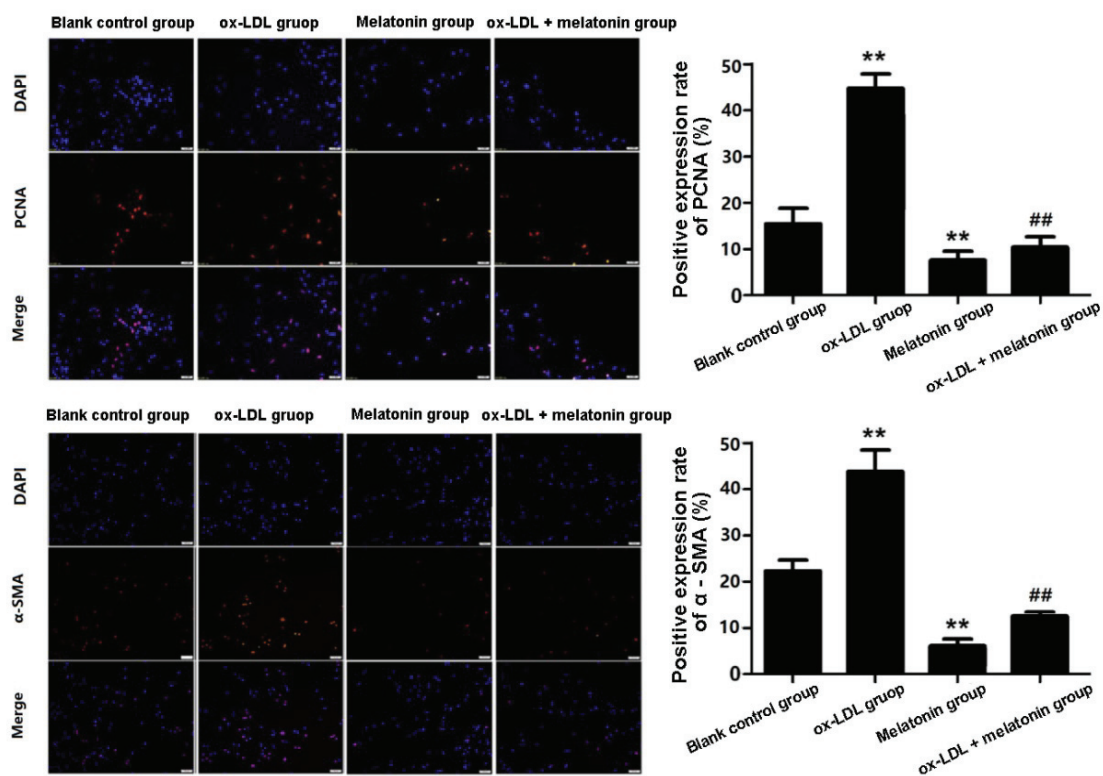 Blank control group ox-LDL gruop Melatonin group ox-LDL + melatonin group
DAPI
PCNA
Merge
Positive expression rate
of PCNA (%)
50
40
30
20
10
0
**
**
##
Blank control group
ox-LDL gruop
Melatonin group
ox-LDL + melatonin group
Blank control group ox-LDL gruop Melatonin group ox-LDL + melatonin group
DAPI
α-SMA
Merge
Positive expression rate
of α - SMA (%)
50
40
30
20
10
0
**
**
##
Blank control group
ox-LDL gruop
Melatonin group
ox-LDL + melatonin group